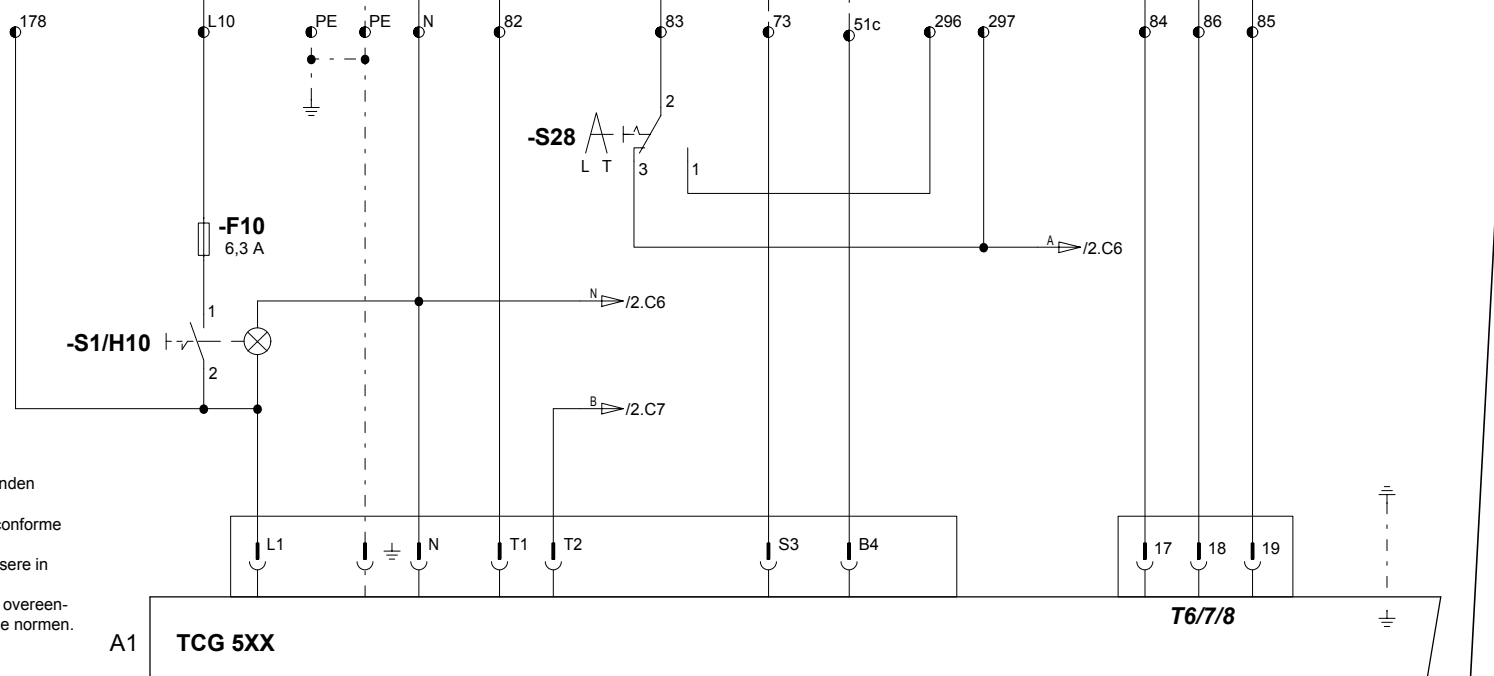 178 L10 PE PE N 82 83 73 51c 296 297 84 86 85
2
-S28
L T 3 1
-F10
6,3 A
A /2.C6
N /2.C6
1
-S1/H10
2
B /2.C7
nden
conforme
sere in
overeen-
e normen.
L1 N T1 T2 S3 B4 17 18 19
T6/7/8
A1 TCG 5XX